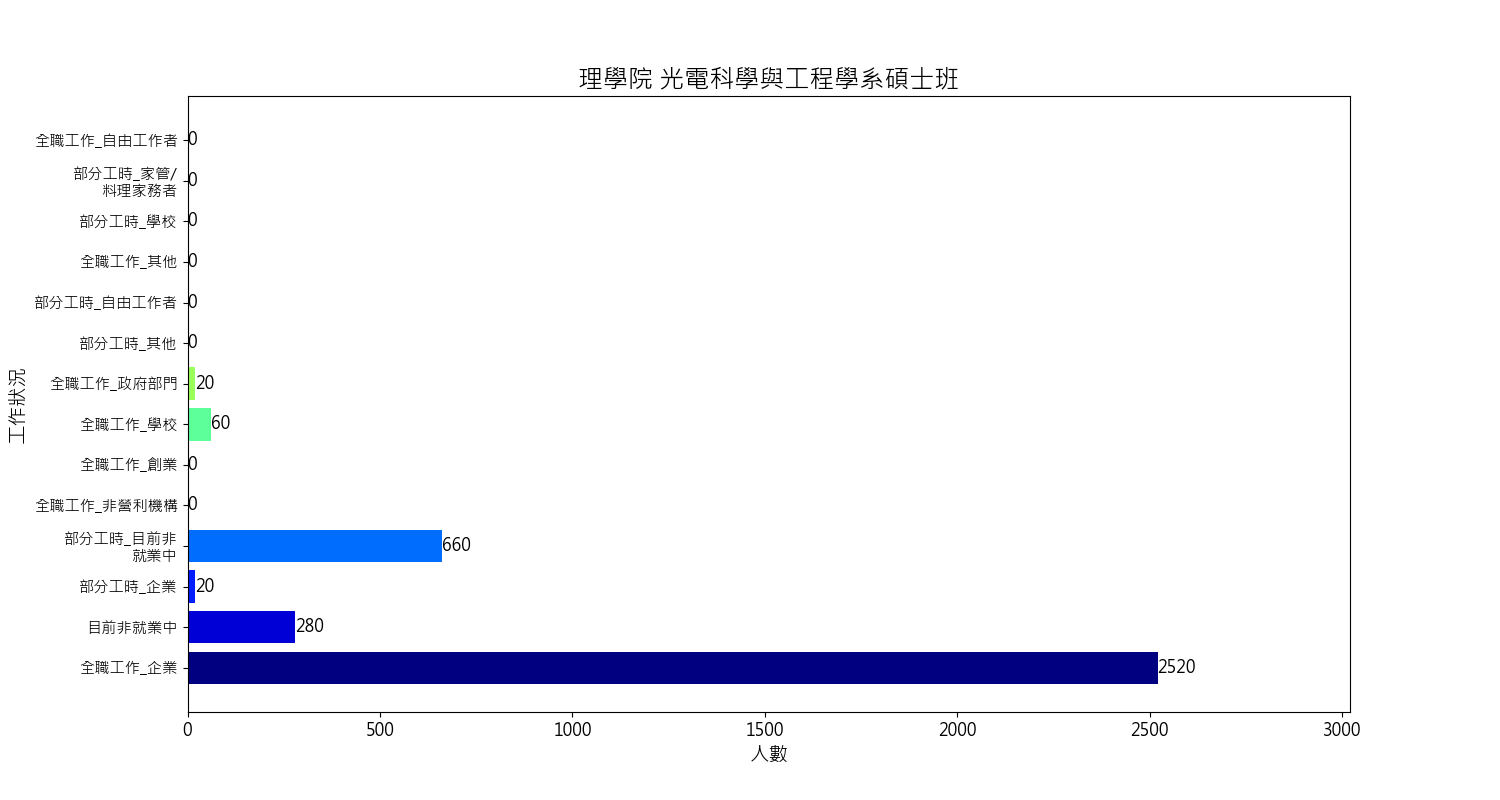 理學院 光電科學與工程學系碩士班
工作狀況
全職工作_自由工作者
0
部分工時_家管/
料理家務者
0
部分工時_學校
0
全職工作_其他
0
部分工時_自由工作者
0
部分工時_其他
0
全職工作_政府部門
20
全職工作_學校
60
全職工作_創業
0
全職工作_非營利機構
0
部分工時_目前非
就業中
660
部分工時_企業
20
目前非就業中
280
全職工作_企業
2520
0 500 1000 1500 2000 2500 3000
人數